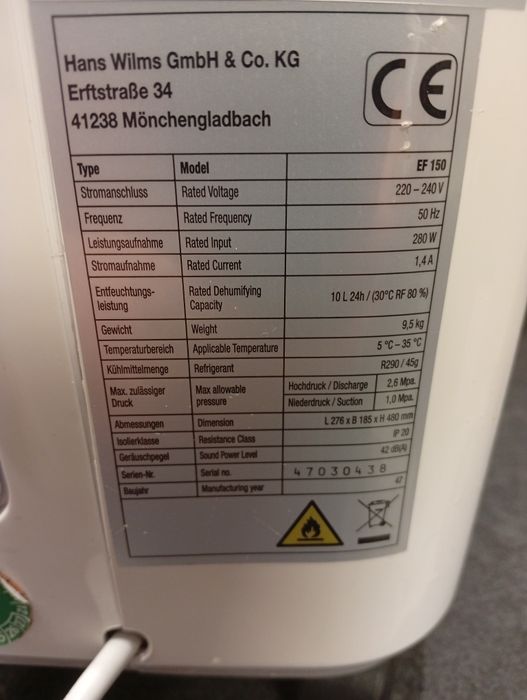 Hans Wilms GmbH & Co. KG
Erftstraße 34
41238 Mönchengladbach
CE
Type Model EF 150
Stromanschluss Rated Voltage 220 – 240 V
Frequenz Rated Frequency 50 Hz
Leistungsaufnahme Rated Input 280 W
Stromaufnahme Rated Current 1,4 A
Entfeuchtungs- Rated Dehumifying
leistung Capacity 10 L 24h / (30°C RF 80 %)
Gewicht Weight 9,5 kg
Temperaturbereich Applicable Temperature 5 °C – 35 °C
Kühlmittelmenge Refrigerant R290 / 45g
Max. zulässiger Max allowable Hochdruck / Discharge 2,6 Mpa.
Druck pressure Niederdruck / Suction 1,0 Mpa.
Abmessungen Dimension L 276 x B 185 x H 480 mm
Isolierklasse Resistance Class IP 20
Geräuschpegel Sound Power Level 42 dB(A)
Serien-Nr. Serial no. 47030438
Baujahr Manufacturing year 47